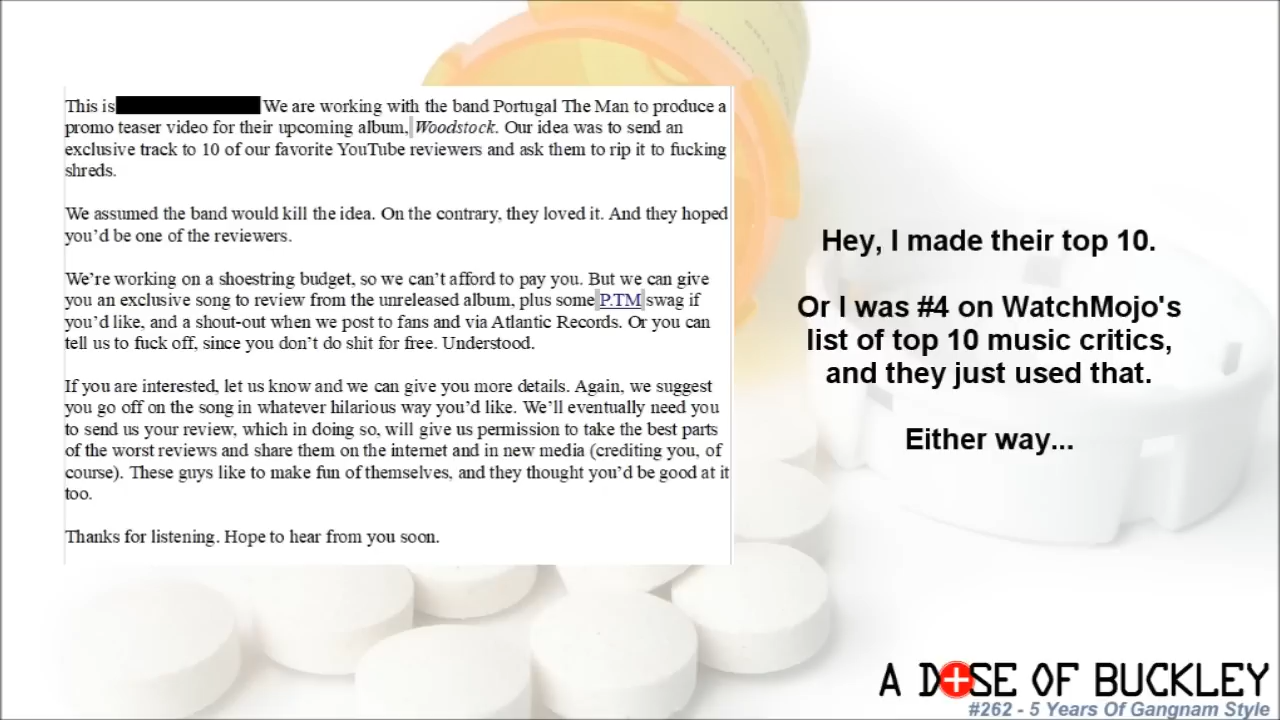 This is We are working with the band Portugal The Man to produce a
promo teaser video for their upcoming album, Woodstock. Our idea was to send an
exclusive track to 10 of our favorite YouTube reviewers and ask them to rip it to fucking
shreds.
We assumed the band would kill the idea. On the contrary, they loved it. And they hoped
you'd be one of the reviewers.
We're working on a shoestring budget, so we can't afford to pay you. But we can give
you an exclusive song to review from the unreleased album, plus some P.TM swag if
you'd like, and a shout-out when we post to fans and via Atlantic Records. Or you can
tell us to fuck off, since you don't do shit for free. Understood.
If you are interested, let us know and we can give you more details. Again, we suggest
you go off on the song in whatever hilarious way you'd like. We'll eventually need you
to send us your review, which in doing so, will give us permission to take the best parts
of the worst reviews and share them on the internet and in new media (crediting you, of
course). These guys like to make fun of themselves, and they thought you'd be good at it
too.
Thanks for listening. Hope to hear from you soon.
Hey, I made their top 10.
Or I was #4 on WatchMojo's
list of top 10 music critics,
and they just used that.
Either way...
A DOSE OF BUCKLEY
#262 - 5 Years Of Gangnam Style